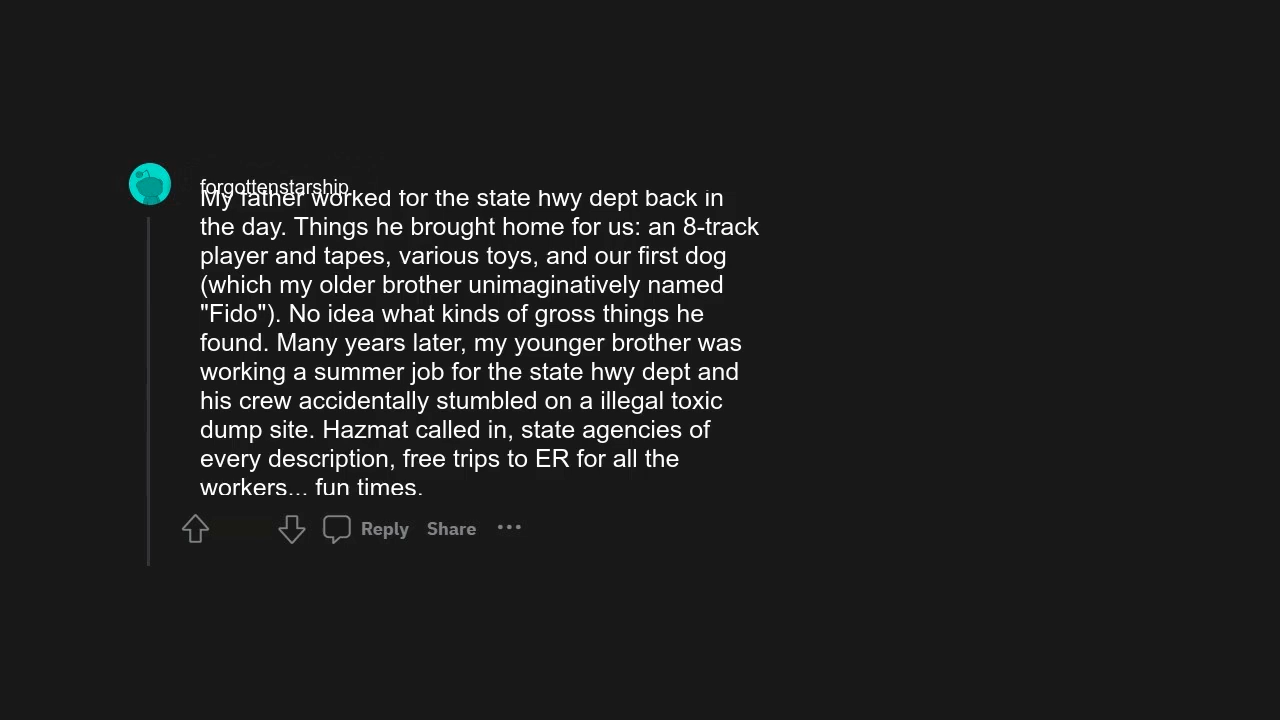 forgottenstarship
My father worked for the state hwy dept back in
the day. Things he brought home for us: an 8-track
player and tapes, various toys, and our first dog
(which my older brother unimaginatively named
"Fido"). No idea what kinds of gross things he
found. Many years later, my younger brother was
working a summer job for the state hwy dept and
his crew accidentally stumbled on a illegal toxic
dump site. Hazmat called in, state agencies of
every description, free trips to ER for all the
workers... fun times.
Reply Share •••